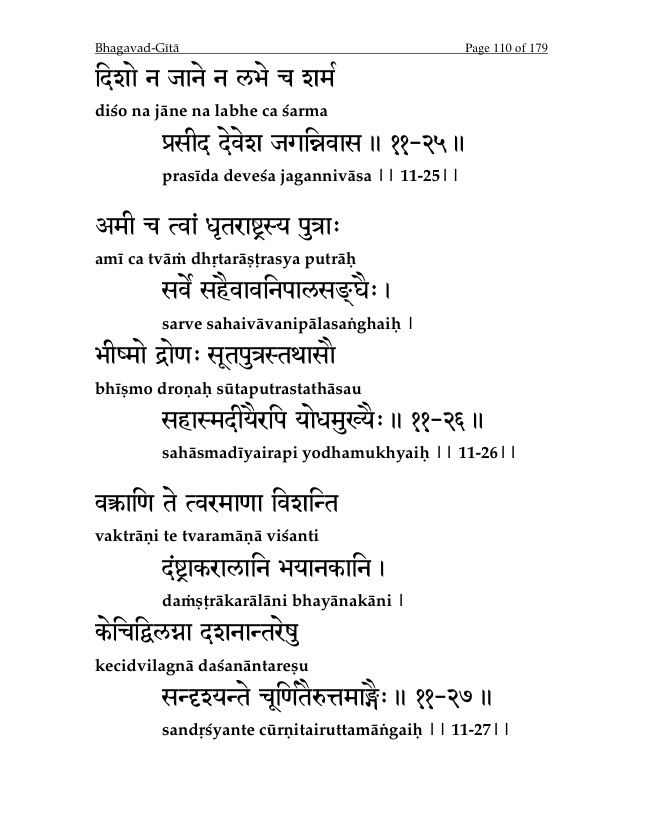 Bhagavad-Gītā Page 110 of 179
दिशो न जाने न लभे च शर्म
diśo na jāne na labhe ca śarma
प्रसीद देवेश जगन्निवास ॥ ११-२५॥
prasīda deveśa jagannivāsa || 11-25||
अमी च त्वां धृतराष्ट्रस्य पुत्राः
amī ca tvāṁ dhṛtarāṣṭrasya putrāḥ
सर्वे सहैवावनिपालसङ्घैः ।
sarve sahaivāvanipālasaṅghaiḥ |
भीष्मो द्रोणः सूतपुत्रस्तथासौ
bhīṣmo droṇaḥ sūtaputrastathāsau
सहास्मदीयैरपि योधमुख्यैः ॥ ११-२६॥
sahāsmadīyairapi yodhamukhyaiḥ || 11-26||
वक्त्राणि ते त्वरमाणा विशन्ति
vaktrāṇi te tvaramāṇā viśanti
दंष्ट्राकरालानि भयानकानि ।
daṁṣṭrākarālāni bhayānakāni |
केचिद्विलग्ना दशनान्तरेषु
kecidvilagnā daśanāntareṣu
सन्दृश्यन्ते चूर्णितैरुत्तमाङ्गैः ॥ ११-२७॥
sandṛśyante cūrṇitairuttamāṅgaiḥ || 11-27||